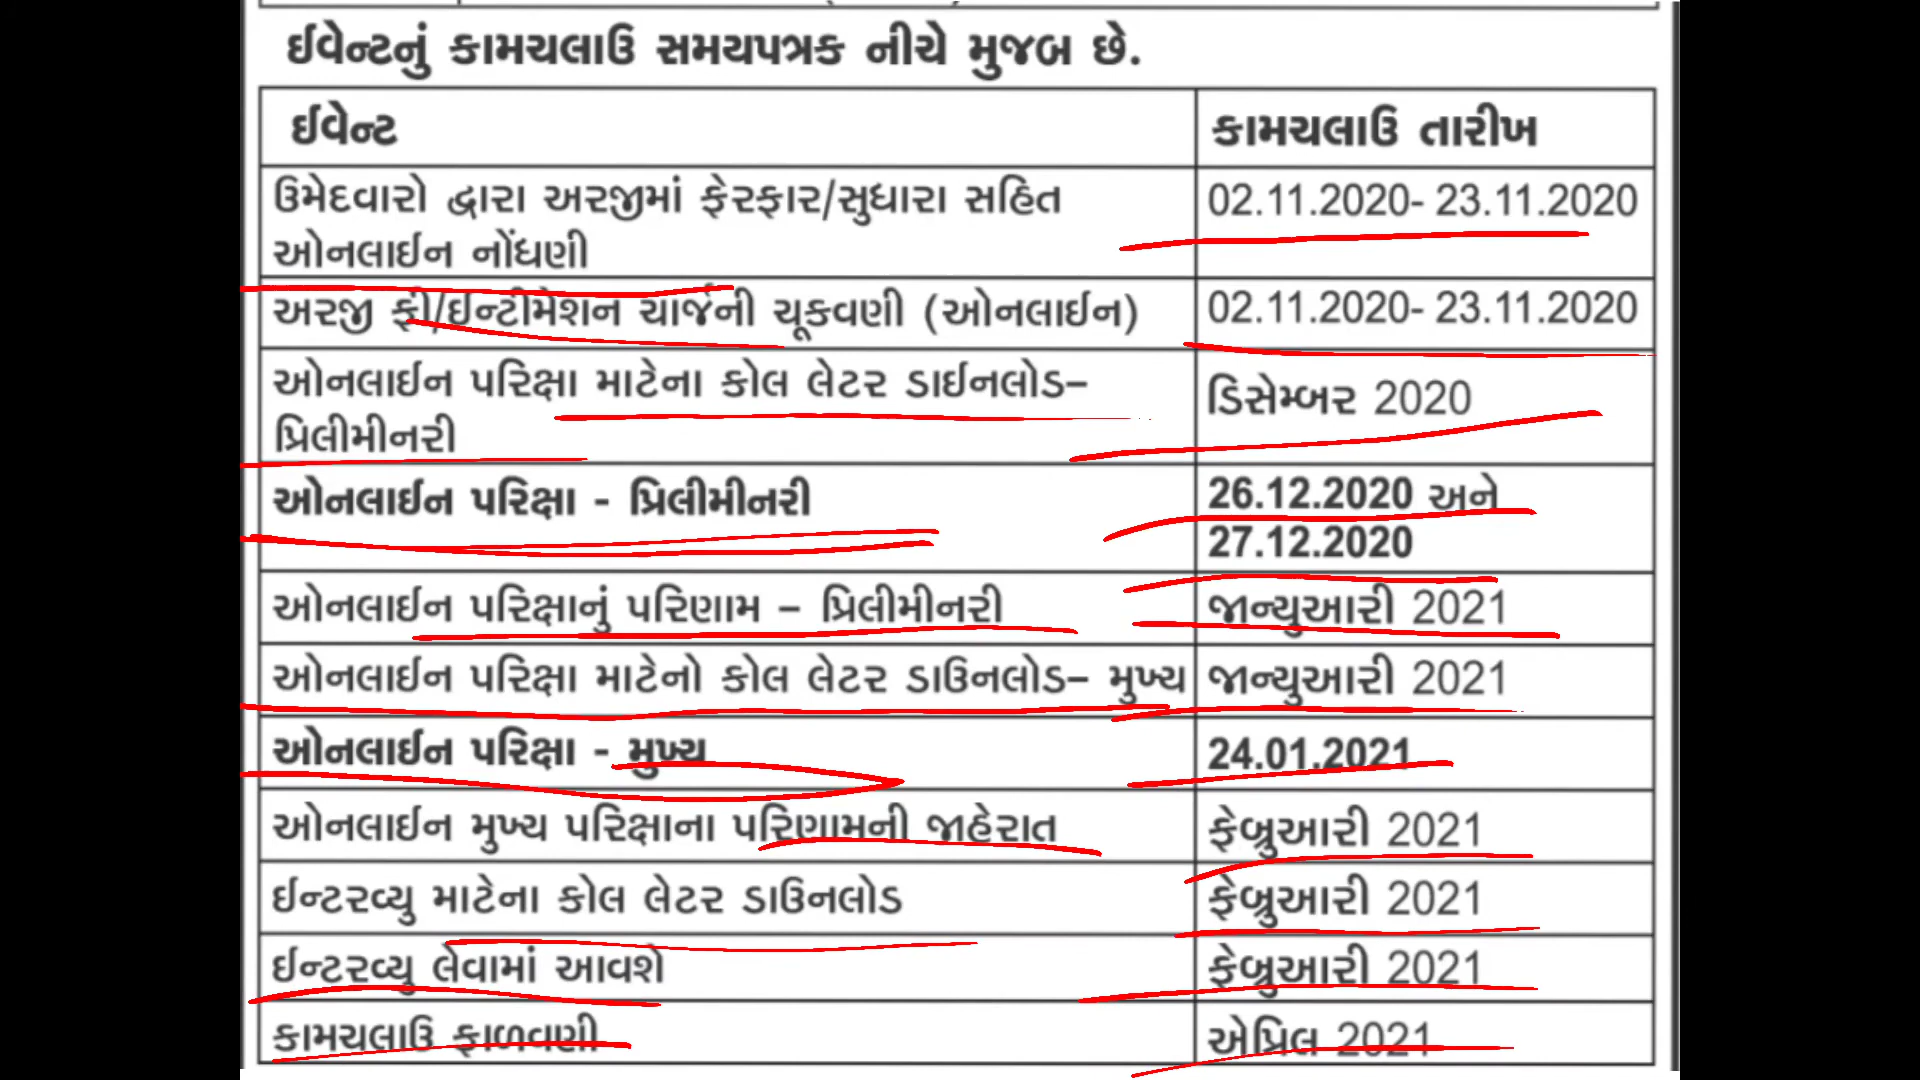 ઈવેન્ટનું કામચલાઉ સમયપત્રક નીચે મુજબ છે.
ઈવેન્ટ કામચલાઉ તારીખ
ઉમેદવારો દ્વારા અરજીમાં ફેરફાર/સુધારા સહિત 02.11.2020- 23.11.2020
ઓનલાઈન નોંધણી
અરજી ફી/ઈન્ટીમેશન ચાર્જની ચૂકવણી (ઓનલાઈન) 02.11.2020- 23.11.2020
ઓનલાઈન પરિક્ષા માટેના કોલ લેટર ડાઈનલોડ– ડિસેમ્બર 2020
પ્રિલીમીનરી
ઓનલાઈન પરિક્ષા - પ્રિલીમીનરી 26.12.2020 અને
27.12.2020
ઓનલાઈન પરિક્ષાનું પરિણામ – પ્રિલીમીનરી જાન્યુઆરી 2021
ઓનલાઈન પરિક્ષા માટેનો કોલ લેટર ડાઉનલોડ– મુખ્ય જાન્યુઆરી 2021
ઓનલાઈન પરિક્ષા - મુખ્ય 24.01.2021
ઓનલાઈન મુખ્ય પરિક્ષાના પરિણામની જાહેરાત ફેબ્રુઆરી 2021
ઈન્ટરવ્યુ માટેના કોલ લેટર ડાઉનલોડ ફેબ્રુઆરી 2021
ઈન્ટરવ્યુ લેવામાં આવશે ફેબ્રુઆરી 2021
કામચલાઉ ફાળવણી એપ્રિલ 2021